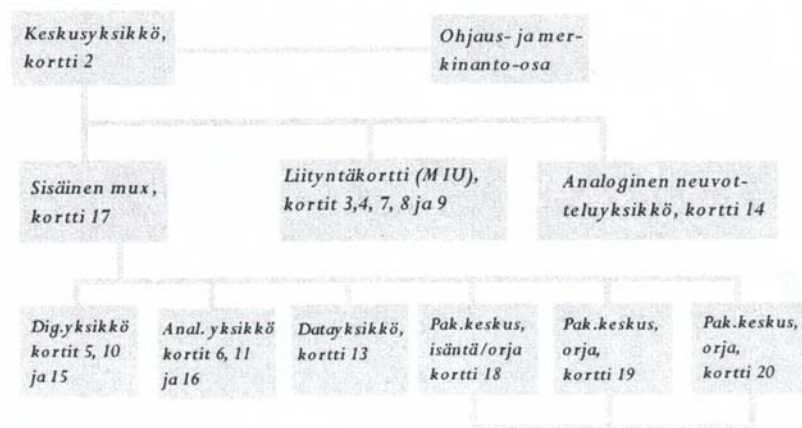 Keskusyksikkö,
kortti 2
Ohjaus- ja mer-
kinanto-osa
Sisäinen mux,
kortti 17
Liityntäkortti (MIU),
kortit 3,4, 7, 8 ja 9
Analoginen neuvot-
teluyksikkö, kortti 14
Dig.yksikkö
kortit 5, 10
ja 15
Anal. yksikkö
kortit 6, 11
ja 16
Datayksikkö,
kortti 13
Pak.keskus,
isäntä/orja
kortti 18
Pak.keskus,
orja,
kortti 19
Pak.keskus,
orja,
kortti 20